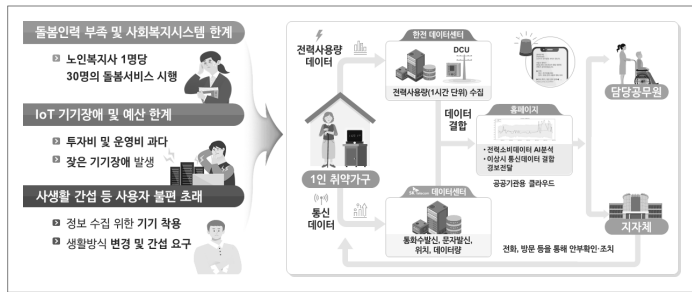 돌봄인력 부족 및 사회복지시스템 한계
노인복지사 1명당
30명의 돌봄서비스 시행
IoT 기기장애 및 예산 한계
투자비 및 운영비 과다
잦은 기기장애 발생
사생활 간섭 등 사용자 불편 초래
정보 수집 위한 기기 착용
생활방식 변경 및 간섭 요구
전력사용량
데이터
1인 취약가구
통신
데이터
한전 데이터센터
DCU
전력사용량(1시간 단위) 수집
데이터
결합
홈페이지
• 전력소비데이터 AI분석
• 이상시 통신데이터 결합
경보전달
공공기관용 클라우드
SK telecom 데이터센터
통화수발신, 문자발신,
위치, 데이터량
담당공무원
지자체
전화, 방문 등을 통해 안부확인·조치